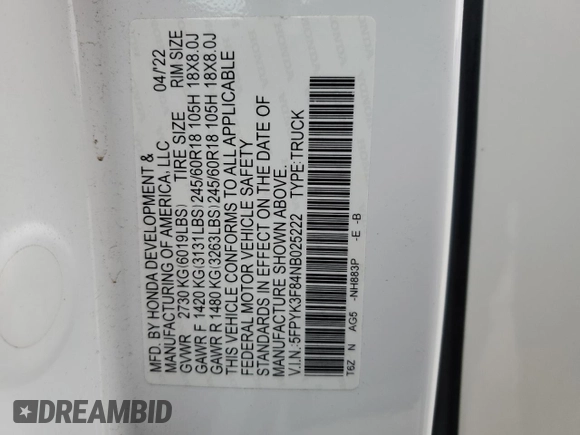 MFD. BY HONDA DEVELOPMENT &
MANUFACTURING OF AMERICA, LLC 04/22
GVWR 2730 KG(6019LBS) TIRE SIZE RIM SIZE
GAWR F 1420 KG(3131LBS) 245/60R18 105H 18X8.0J
GAWR R 1480 KG(3263LBS) 245/60R18 105H 18X8.0J
THIS VEHICLE CONFORMS TO ALL APPLICABLE
FEDERAL MOTOR VEHICLE SAFETY
STANDARDS IN EFFECT ON THE DATE OF
MANUFACTURE SHOWN ABOVE.
V.I.N.:5FPYK3F84NB025222 TYPE:TRUCK
T6Z N AG5 -NH883P -E -B
DREAMBID